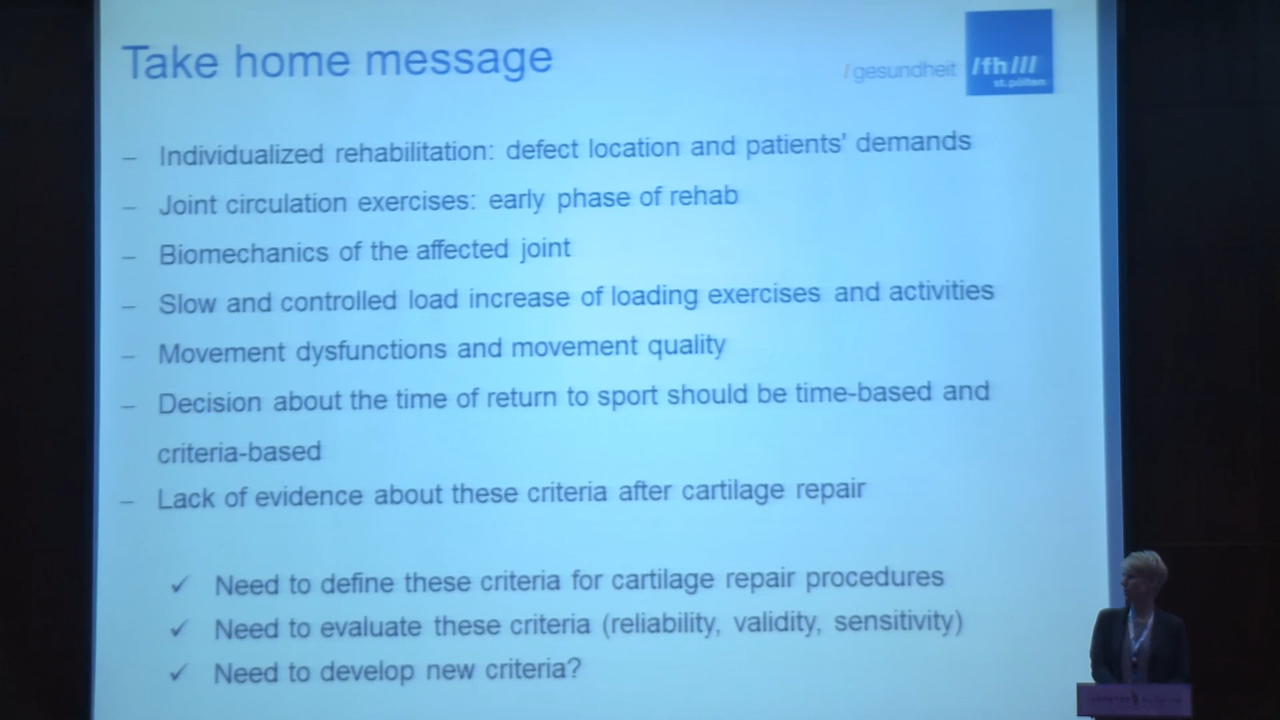 Take home message
/gesundheit
/fh///
st.pölten
– Individualized rehabilitation: defect location and patients' demands
– Joint circulation exercises: early phase of rehab
– Biomechanics of the affected joint
– Slow and controlled load increase of loading exercises and activities
– Movement dysfunctions and movement quality
– Decision about the time of return to sport should be time-based and
criteria-based
– Lack of evidence about these criteria after cartilage repair
✓ Need to define these criteria for cartilage repair procedures
✓ Need to evaluate these criteria (reliability, validity, sensitivity)
✓ Need to develop new criteria?